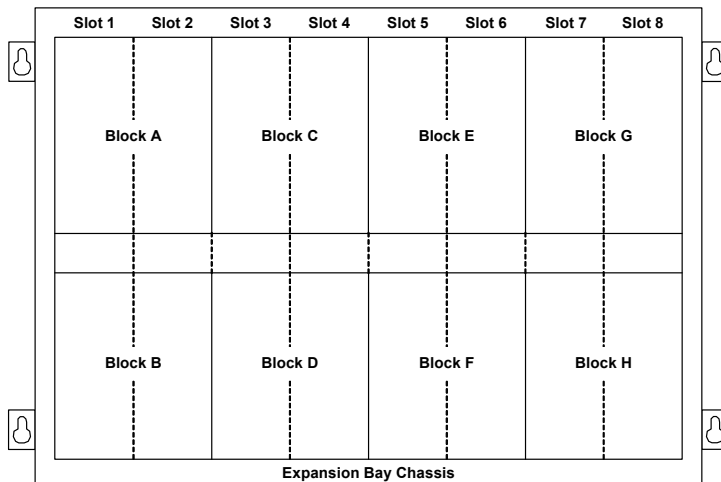 Slot 1 Slot 2 Slot 3 Slot 4 Slot 5 Slot 6 Slot 7 Slot 8
Block A Block C Block E Block G
Block B Block D Block F Block H
Expansion Bay Chassis